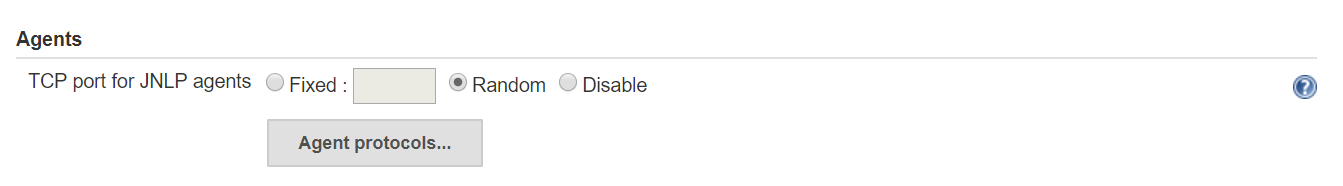 Agents
TCP port for JNLP agents Fixed : Random Disable
Agent protocols...